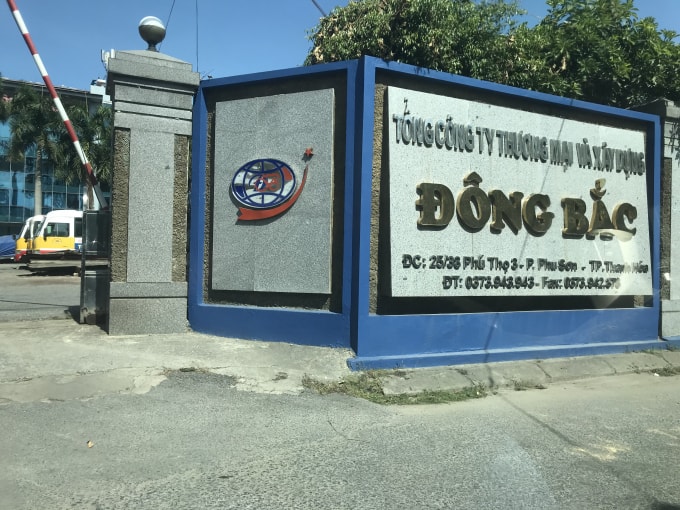 TỔNG CÔNG TY THƯƠNG MẠI VÀ XÂY DỰNG
ĐÔNG BẮC
ĐC: 25/36 Phú Thọ 3 - P. Phú Sơn - TP.Thanh Hóa
ĐT: 0373.943.943 - Fax: 0373.942.575